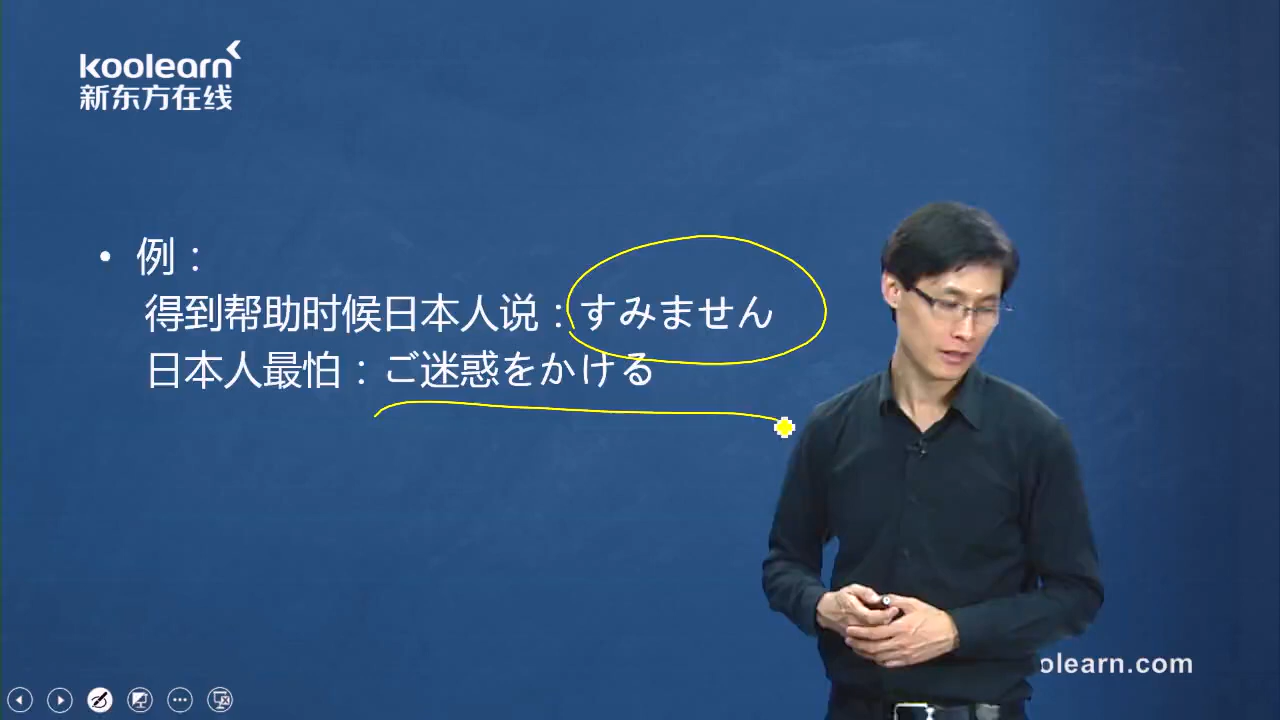 koolearn
新东方在线
• 例：
得到帮助时候日本人说：すみません
日本人最怕：ご迷惑をかける
olearn.com